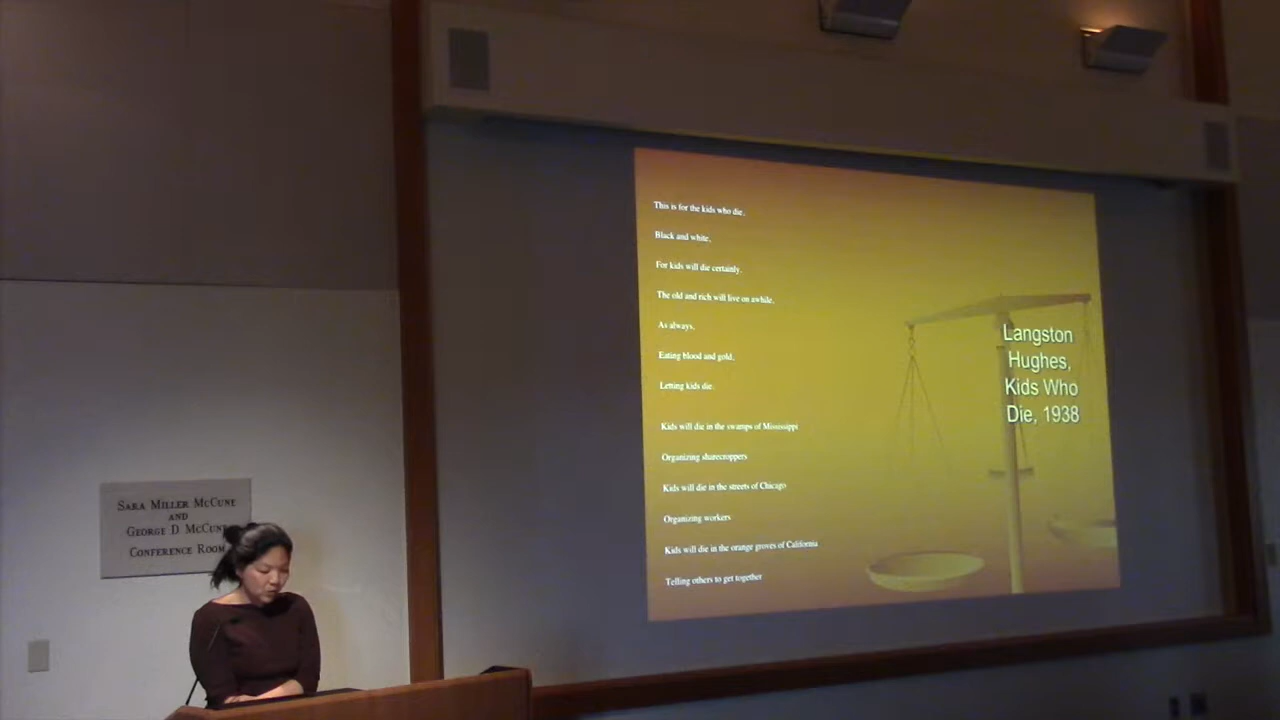 SARA MILLER MCCUNE
AND
GEORGE D MCCUNE
CONFERENCE ROOM
This is for the kids who die,
Black and white,
For kids will die certainly.
The old and rich will live on awhile,
As always,
Eating blood and gold,
Letting kids die.
Kids will die in the swamps of Mississippi
Organizing sharecroppers
Kids will die in the streets of Chicago
Organizing workers
Kids will die in the orange groves of California
Telling others to get together
Langston
Hughes,
Kids Who
Die, 1938